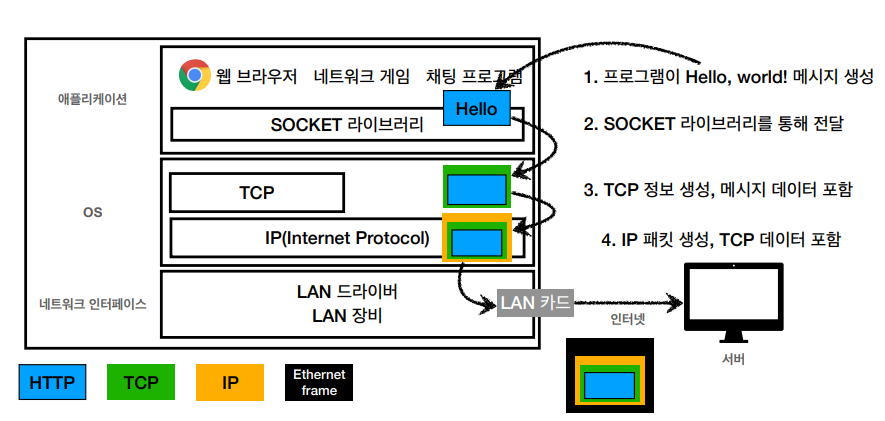 애플리케이션
웹 브라우저 네트워크 게임 채팅 프로그램
Hello
SOCKET 라이브러리
1. 프로그램이 Hello, world! 메시지 생성
2. SOCKET 라이브러리를 통해 전달
OS
TCP
3. TCP 정보 생성, 메시지 데이터 포함
IP(Internet Protocol)
4. IP 패킷 생성, TCP 데이터 포함
네트워크 인터페이스
LAN 드라이버
LAN 장비
LAN 카드
인터넷
서버
HTTP
TCP
IP
Ethernet
frame